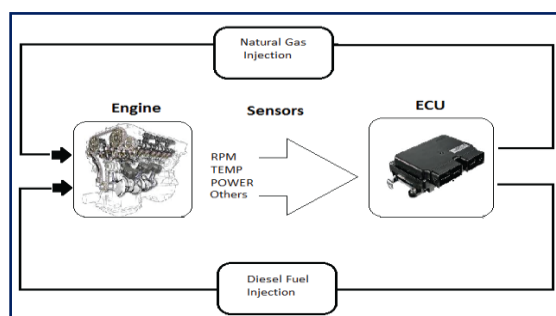 Natural Gas
Injection
Engine
Sensors
ECU
RPM
TEMP
POWER
Others
Diesel Fuel
Injection